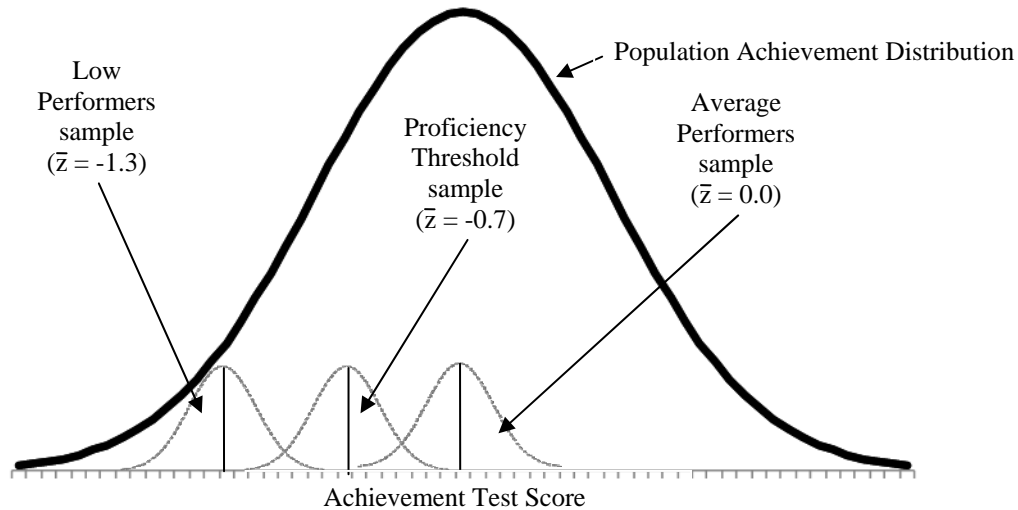 Population Achievement Distribution
Low
Performers
sample
(z̄ = -1.3)
Proficiency
Threshold
sample
(z̄ = -0.7)
Average
Performers
sample
(z̄ = 0.0)
Achievement Test Score